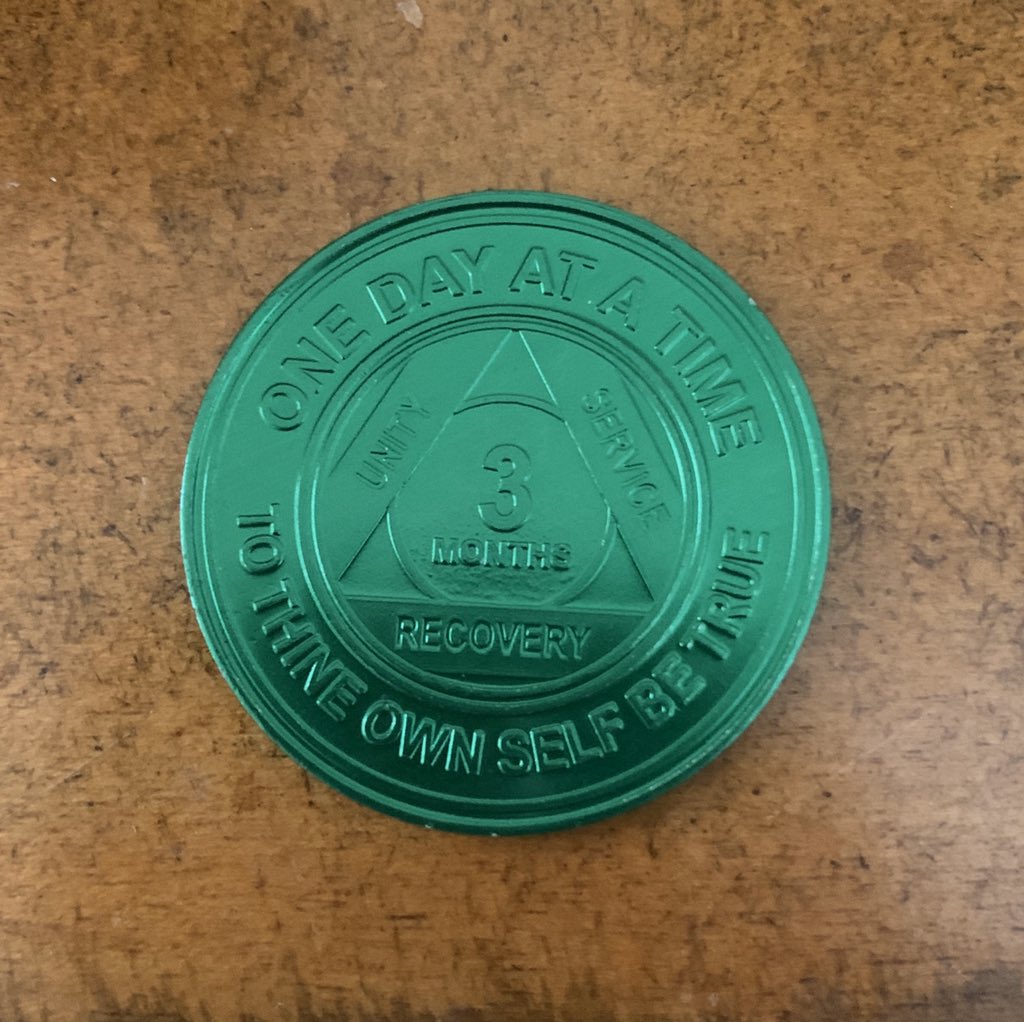 ONE DAY AT A TIME
UNITY
SERVICE
3
MONTHS
RECOVERY
TO THINE OWN SELF BE TRUE